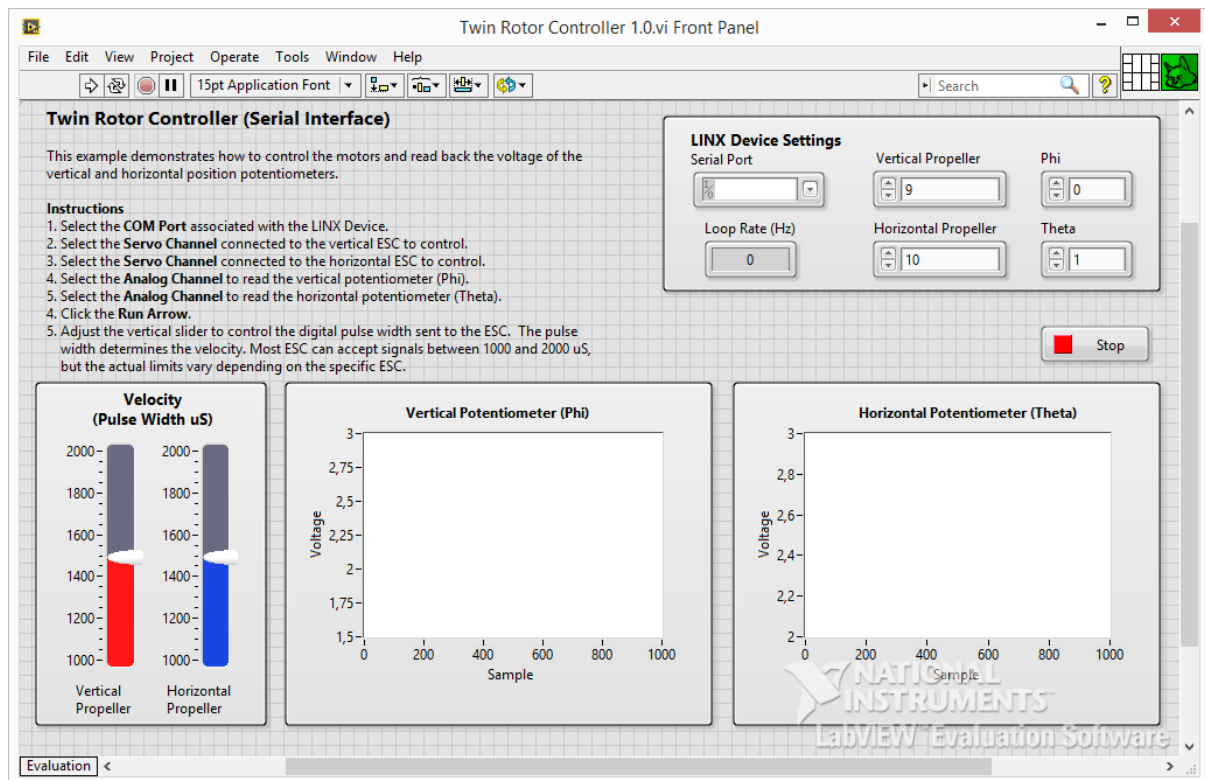 Twin Rotor Controller 1.0.vi Front Panel
File Edit View Project Operate Tools Window Help
15pt Application Font
Search
Twin Rotor Controller (Serial Interface)
This example demonstrates how to control the motors and read back the voltage of the
vertical and horizontal position potentiometers.
Instructions
1. Select the COM Port associated with the LINX Device.
2. Select the Servo Channel connected to the vertical ESC to control.
3. Select the Servo Channel connected to the horizontal ESC to control.
4. Select the Analog Channel to read the vertical potentiometer (Phi).
5. Select the Analog Channel to read the horizontal potentiometer (Theta).
4. Click the Run Arrow.
5. Adjust the vertical slider to control the digital pulse width sent to the ESC. The pulse
width determines the velocity. Most ESC can accept signals between 1000 and 2000 uS,
but the actual limits vary depending on the specific ESC.
LINX Device Settings
Serial Port Vertical Propeller Phi
I/O 9 0
Loop Rate (Hz) Horizontal Propeller Theta
0 10 1
Stop
Velocity
(Pulse Width uS)
2000 2000
1800 1800
1600 1600
1400 1400
1200 1200
1000 1000
Vertical Horizontal
Propeller Propeller
Vertical Potentiometer (Phi)
Voltage
3
2,75
2,5
2,25
2
1,75
1,5
0 200 400 600 800 1000
Sample
Horizontal Potentiometer (Theta)
Voltage
3
2,8
2,6
2,4
2,2
2
0 200 400 600 800 1000
Sample
NATIONAL
INSTRUMENTS™
LabVIEW™ Evaluation Software
Evaluation